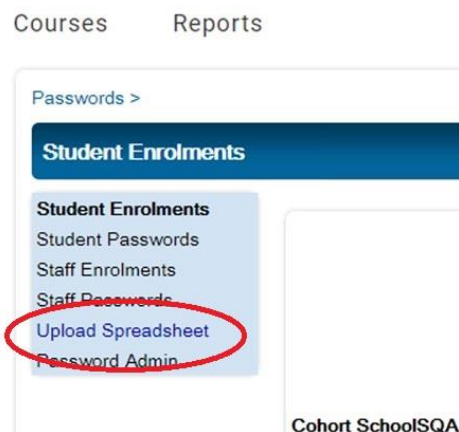 Courses Reports
Passwords >
Student Enrolments
Student Enrolments
Student Passwords
Staff Enrolments
Staff Passwords
Upload Spreadsheet
Password Admin
Cohort SchoolSQA